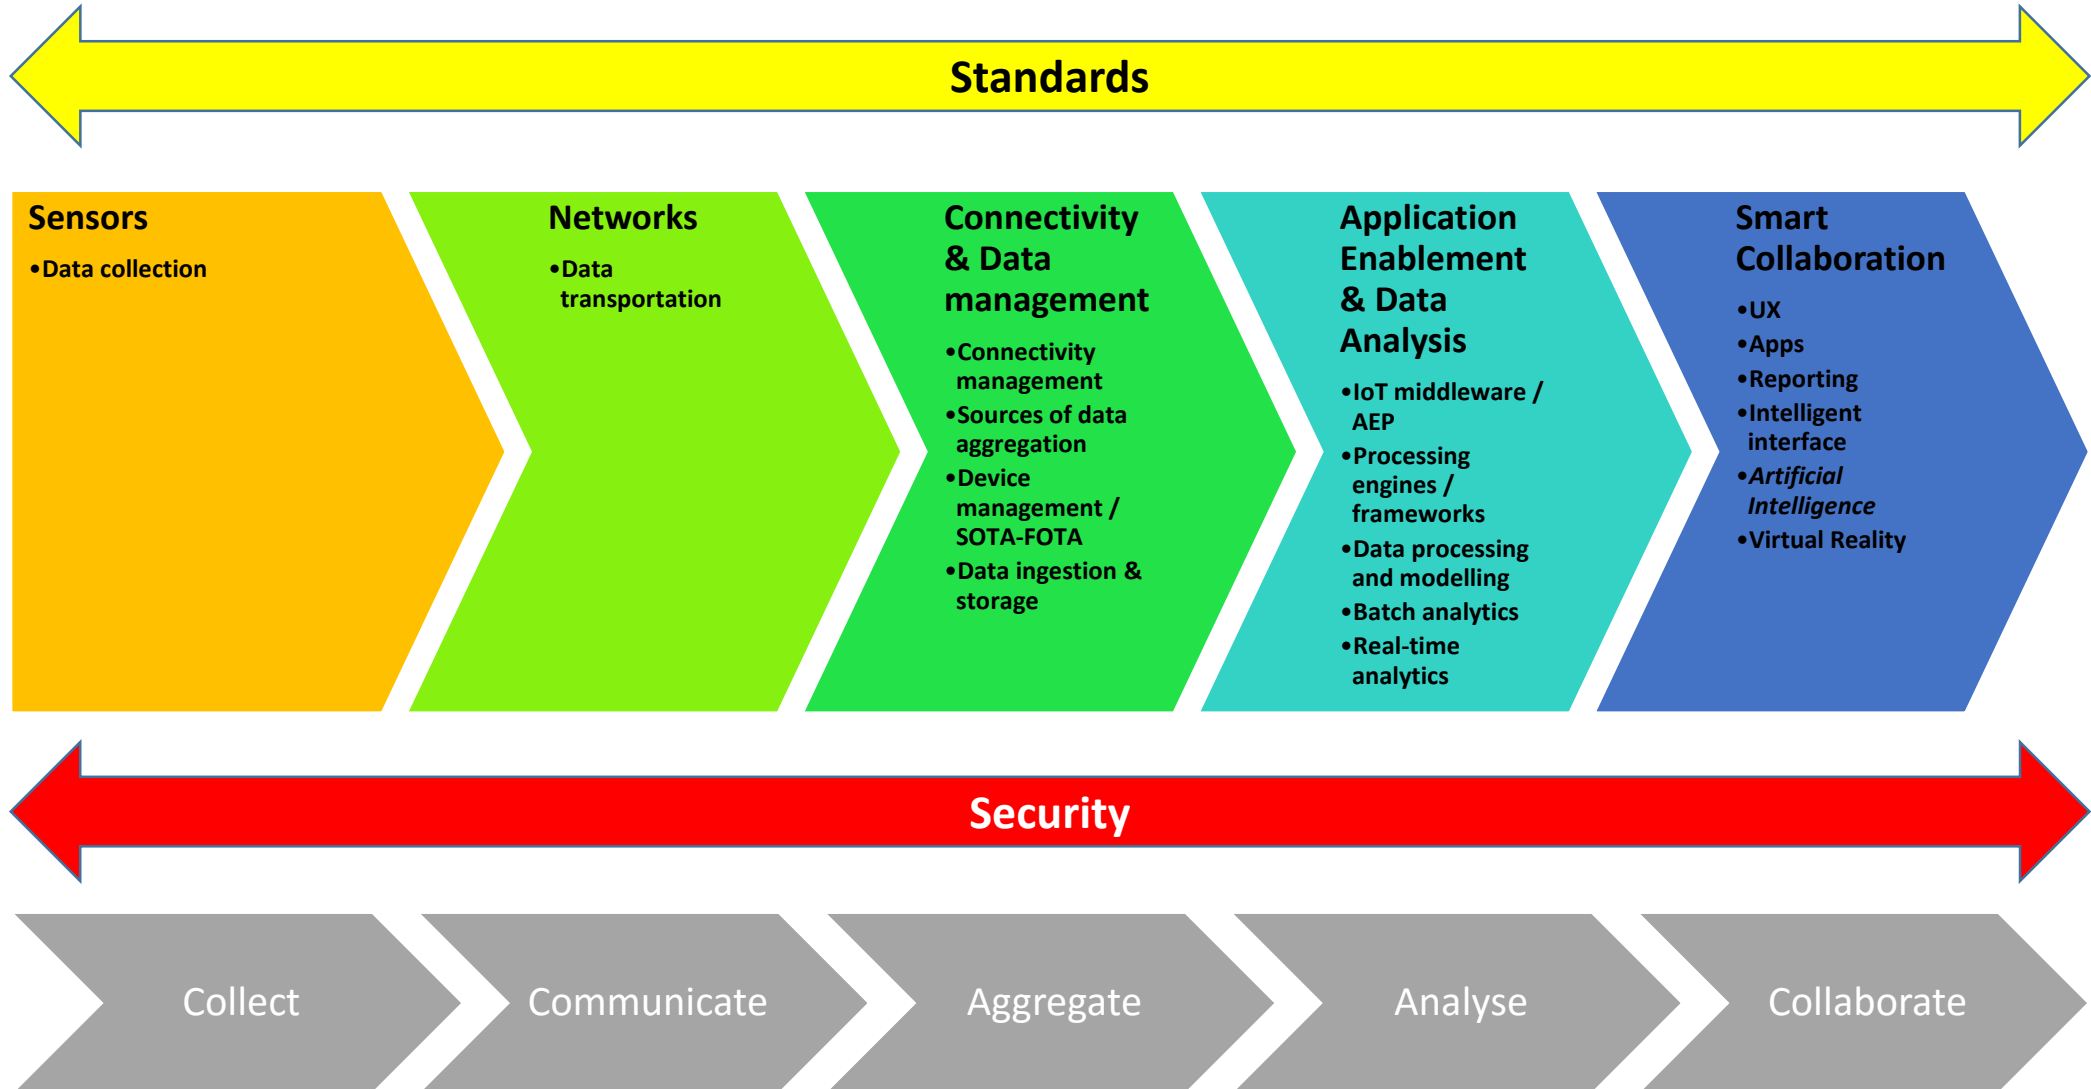 Standards
Sensors
•Data collection
Networks
•Data
transportation
Connectivity
& Data
management
•Connectivity
management
•Sources of data
aggregation
•Device
management /
SOTA-FOTA
•Data ingestion &
storage
Application
Enablement
& Data
Analysis
•IoT middleware /
AEP
•Processing
engines /
frameworks
•Data processing
and modelling
•Batch analytics
•Real-time
analytics
Smart
Collaboration
•UX
•Apps
•Reporting
•Intelligent
interface
•Artificial
Intelligence
•Virtual Reality
Security
Collect
Communicate
Aggregate
Analyse
Collaborate